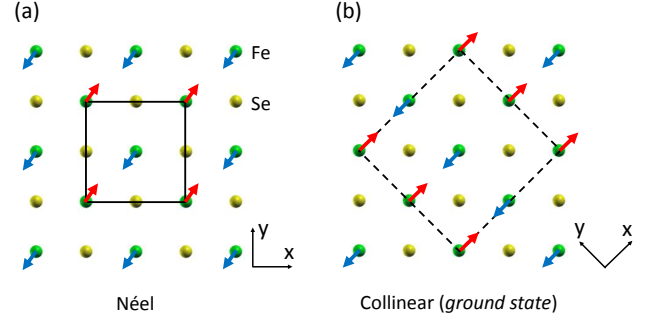 (a)
(b)
Fe
Se
y
x
y
x
Néel
Collinear (ground state)